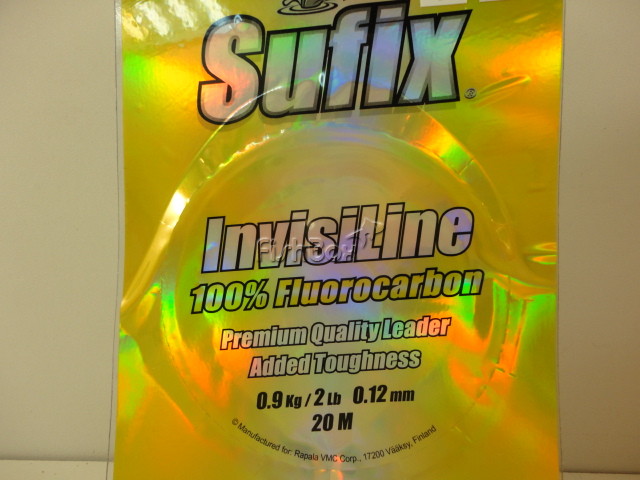 Sufix®
InvisiLine
100% Fluorocarbon
Premium Quality Leader
Added Toughness
0.9 Kg / 2 Lb 0.12 mm
20 M
© Manufactured for: Rapala VMC Corp., 17200 Vääksy, Finland